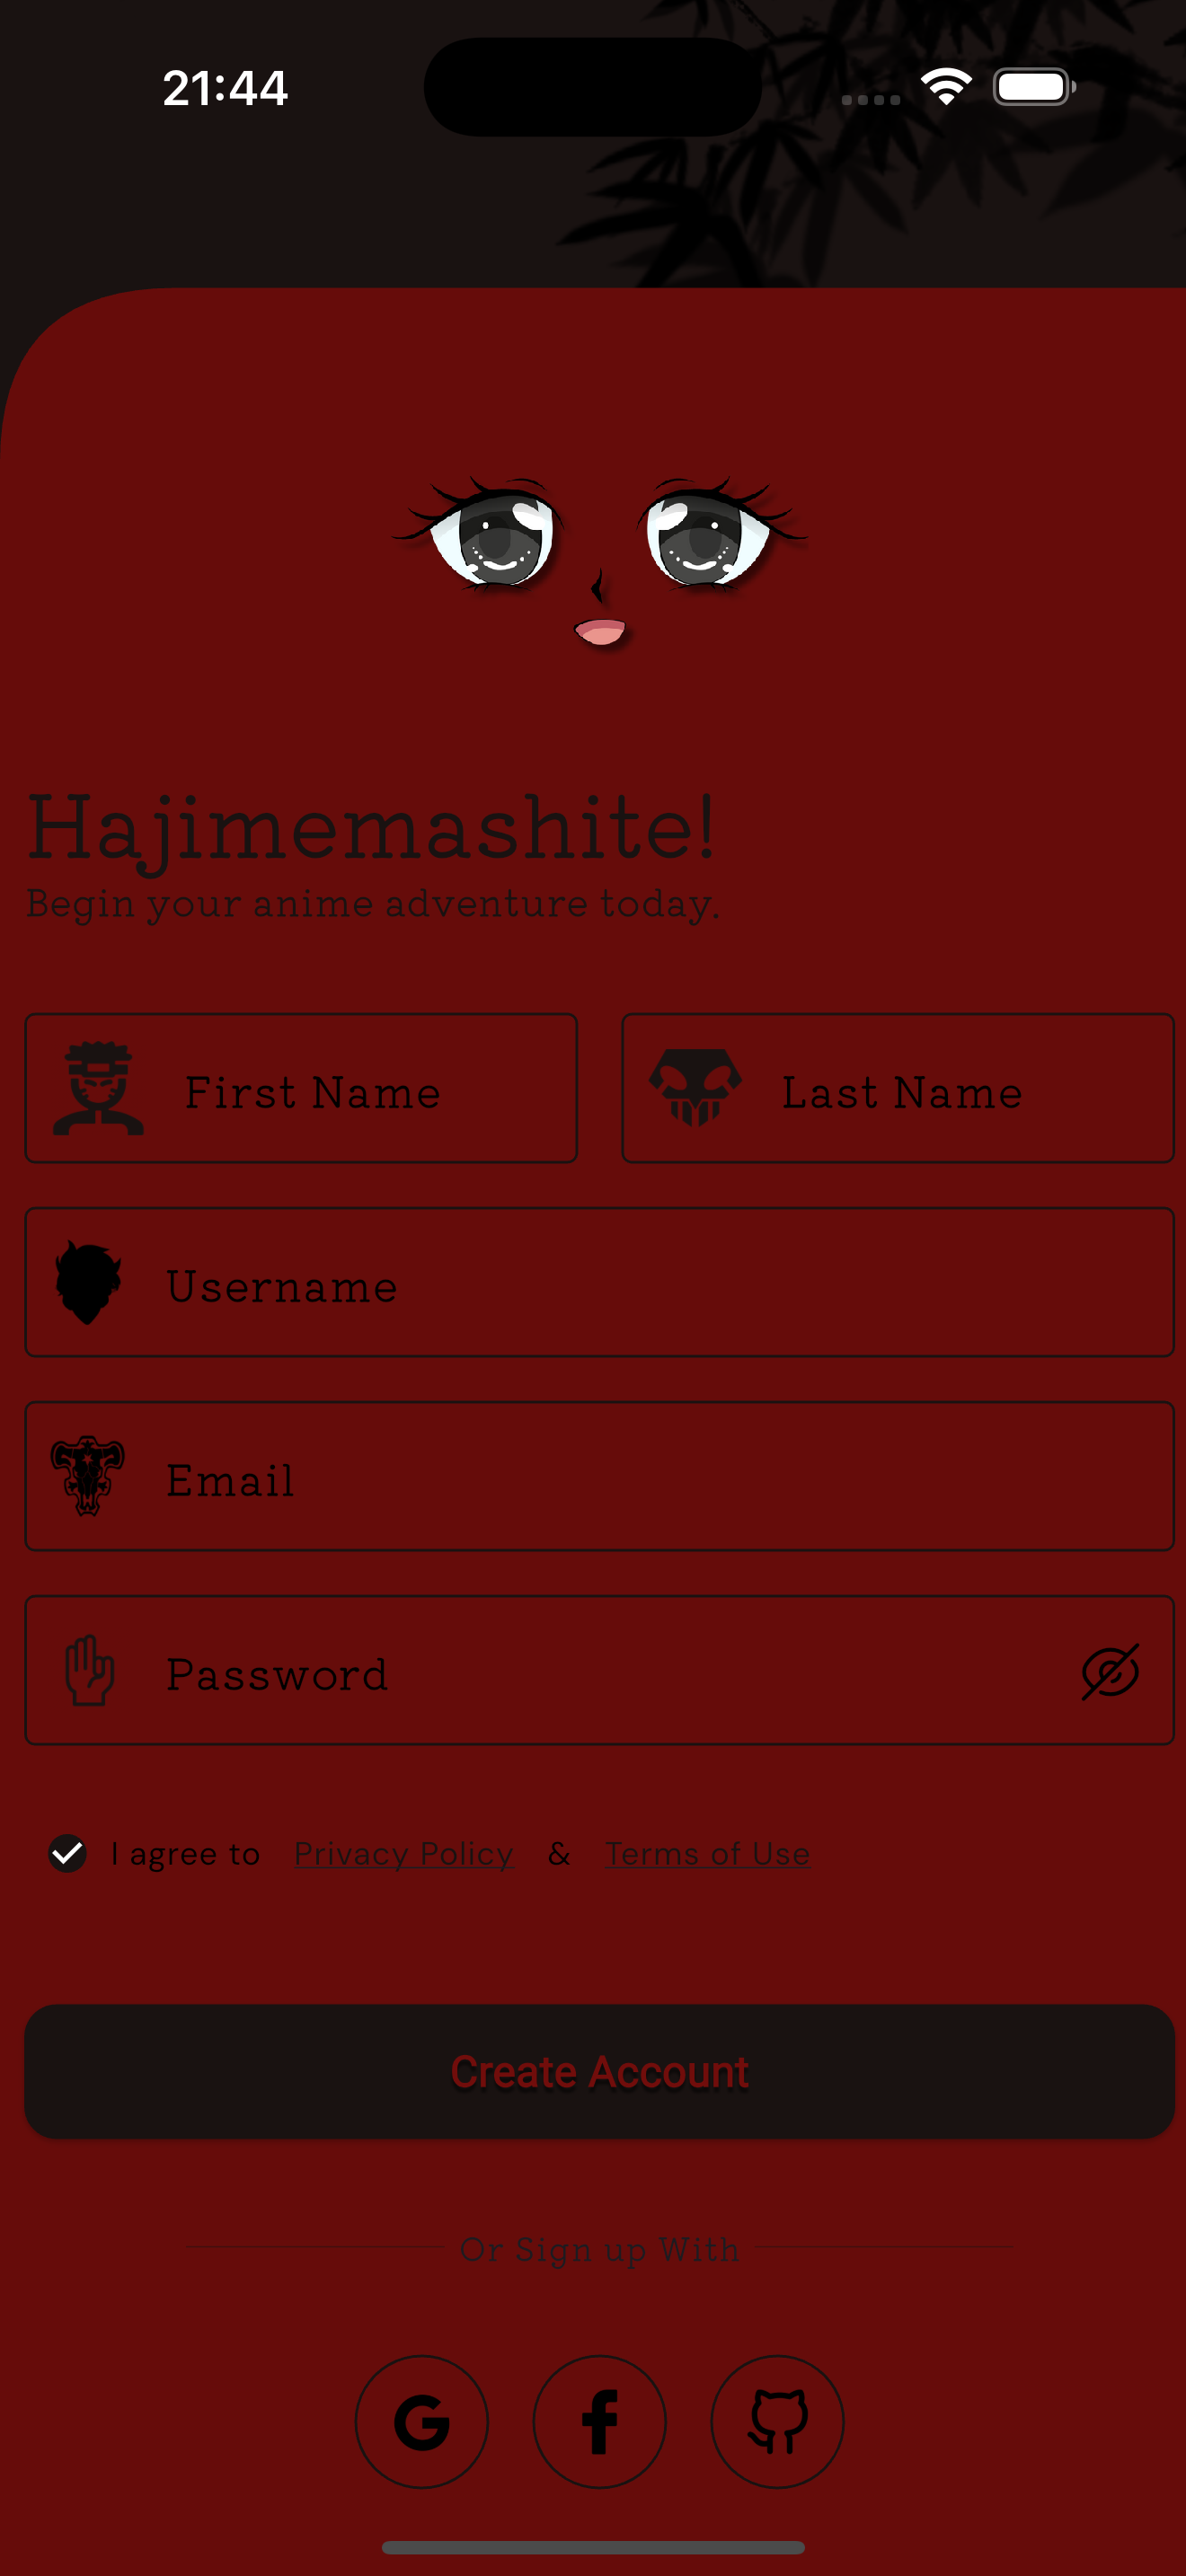 21:44
Hajimemashite!
Begin your anime adventure today.
First Name Last Name
Username
Email
Password
I agree to Privacy Policy & Terms of Use
Create Account
Or Sign up With